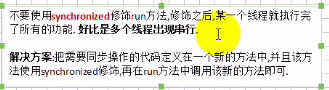 不要使用synchronized修饰run方法,修饰之后,某一个线程就执行完
了所有的功能. 好比是多个线程出现串行.
解决方案:把需要同步操作的代码定义在一个新的方法中,并且该方
法使用synchronized修饰,再在run方法中调用该新的方法即可.